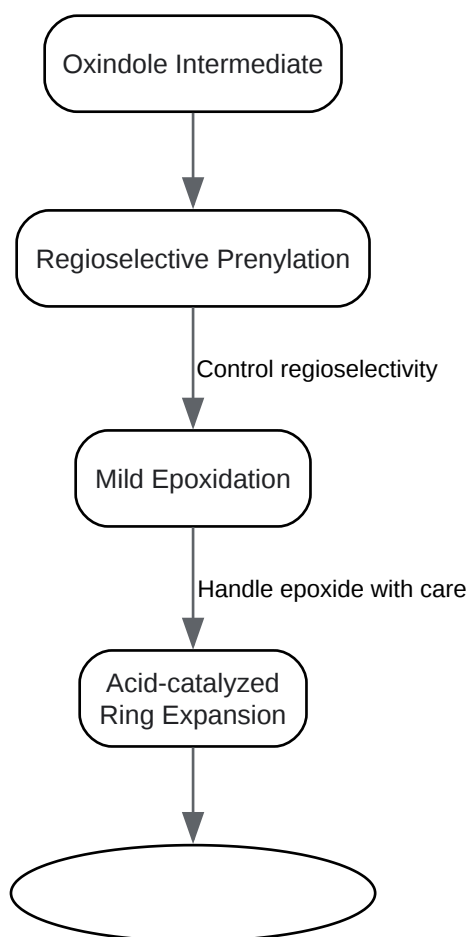 Oxindole Intermediate
Regioselective Prenylation
Control regioselectivity
Mild Epoxidation
Handle epoxide with care
Acid-catalyzed
Ring Expansion